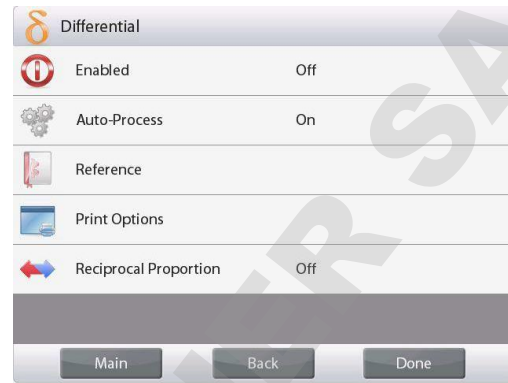 δ Differential
Enabled Off
Auto-Process On
Reference
Print Options
Reciprocal Proportion Off
Main Back Done